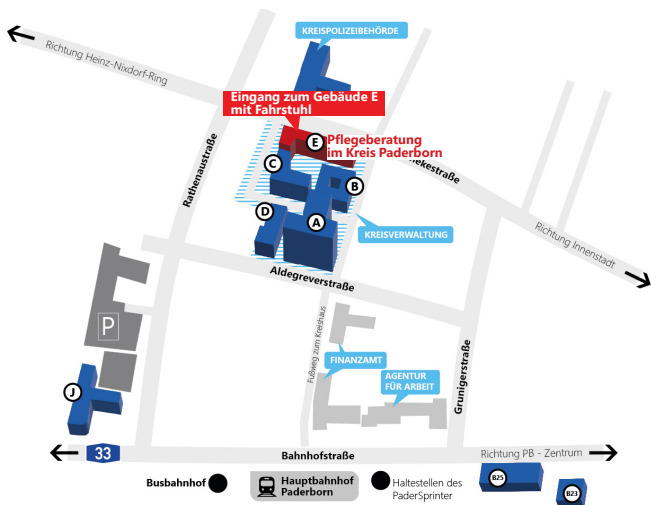 KREISPOLIZEIBEHÖRDE
Richtung Heinz-Nixdorf-Ring
Eingang zum Gebäude E
mit Fahrstuhl
E
Pflegeberatung
im Kreis Paderborn
Rathenaustraße
C
B
nekestraße
D
A
KREISVERWALTUNG
Richtung Innenstadt
Aldegreverstraße
P
Fußweg zum Kreishaus
FINANZAMT
AGENTUR
FÜR ARBEIT
Grunigerstraße
J
33
Bahnhofstraße
Richtung PB - Zentrum
Busbahnhof
Hauptbahnhof
Paderborn
Haltestellen des
PaderSprinter
B25
B23